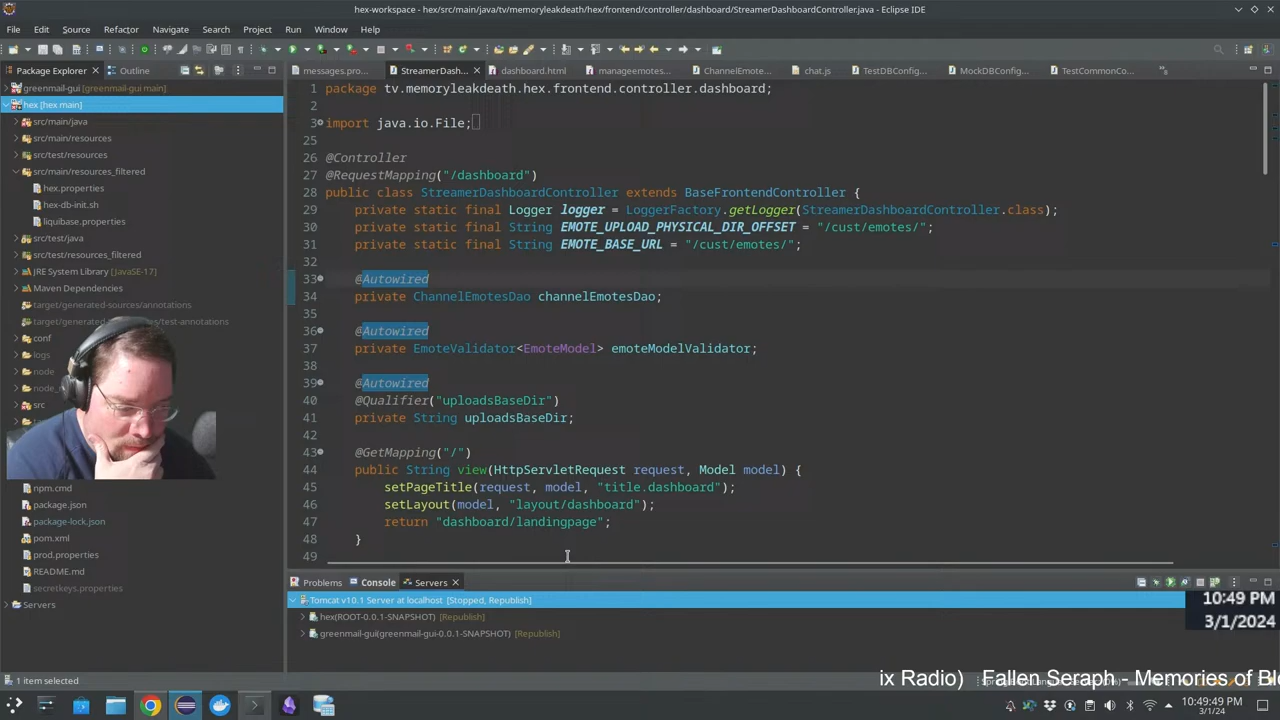 hex-workspace - hex/src/main/java/tv/memoryleakdeath/hex/frontend/controller/dashboard/StreamerDashboardController.java - Eclipse IDE
File Edit Source Refactor Navigate Search Project Run Window Help
Package Explorer Outline
messages.pro... StreamerDash... dashboard.html manageemotes... ChannelEmote... chat.js TestDBConfig... MockDBConfig... TestCommonCo...
greenmail-gui [greenmail-gui main]
hex [hex main]
src/main/java
src/main/resources
src/test/resources
src/main/resources_filtered
hex.properties
hex-db-init.sh
liquibase.properties
src/test/java
src/test/resources_filtered
JRE System Library [JavaSE-17]
Maven Dependencies
target/generated-sources/annotations
target/generated- s/test-annotations
conf
logs
node
node_
src
npm.cmd
package.json
package-lock.json
pom.xml
prod.properties
README.md
secretkeys.properties
Servers
1 package tv.memoryleakdeath.hex.frontend.controller.dashboard;
2
3 import java.io.File;
25
26 @Controller
27 @RequestMapping("/dashboard")
28 public class StreamerDashboardController extends BaseFrontendController {
29 private static final Logger logger = LoggerFactory.getLogger(StreamerDashboardController.class);
30 private static final String EMOTE_UPLOAD_PHYSICAL_DIR_OFFSET = "/cust/emotes/";
31 private static final String EMOTE_BASE_URL = "/cust/emotes/";
32
33 @Autowired
34 private ChannelEmotesDao channelEmotesDao;
35
36 @Autowired
37 private EmoteValidator<EmoteModel> emoteModelValidator;
38
39 @Autowired
40 @Qualifier("uploadsBaseDir")
41 private String uploadsBaseDir;
42
43 @GetMapping("/")
44 public String view(HttpServletRequest request, Model model) {
45 setPageTitle(request, model, "title.dashboard");
46 setLayout(model, "layout/dashboard");
47 return "dashboard/landingpage";
48 }
49
Problems Console Servers
Tomcat v10.1 Server at localhost [Stopped, Republish]
hex(ROOT-0.0.1-SNAPSHOT) [Republish]
greenmail-gui(greenmail-gui-0.0.1-SNAPSHOT) [Republish]
10:49 PM
3/1/2024
ix Radio) Fallen Seraph - Memories of Bl
1 item selected
10:49:49 PM
3/1/24